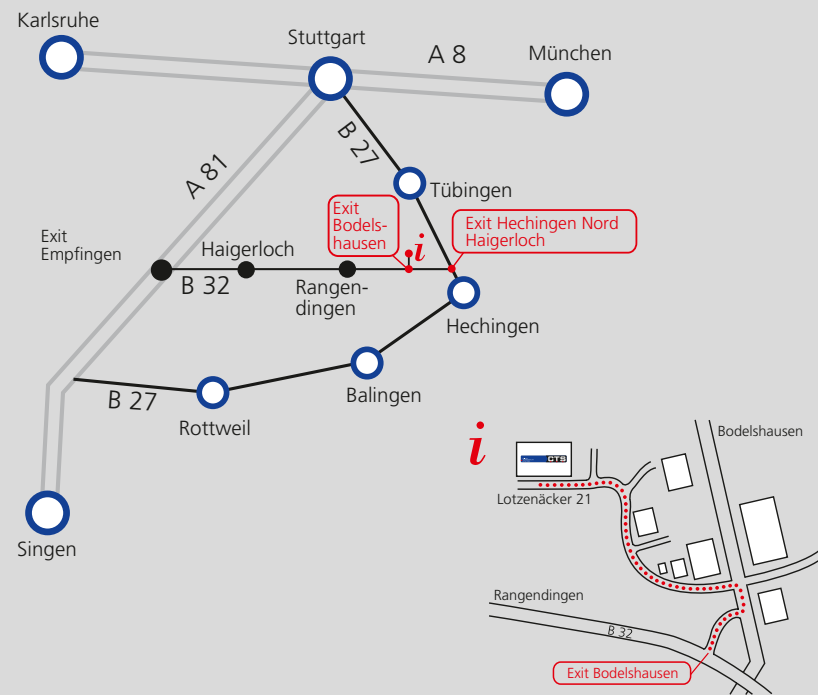 Karlsruhe
Stuttgart
A 8
München
B 27
A 81
Tübingen
Exit
Bodels-
hausen
i
Exit Hechingen Nord
Haigerloch
Exit
Empfingen
Haigerloch
B 32
Rangen-
dingen
Hechingen
B 27
Rottweil
Balingen
Singen
i
CTS
Bodelshausen
Lotzenäcker 21
Rangendingen
B 32
Exit Bodelshausen